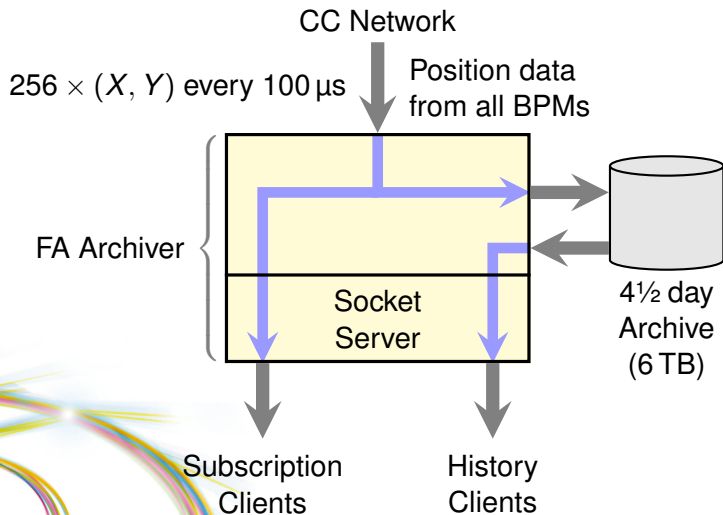 CC Network
256 × (X, Y) every 100 µs
Position data
from all BPMs
FA Archiver
Socket
Server
4½ day
Archive
(6 TB)
Subscription
Clients
History
Clients